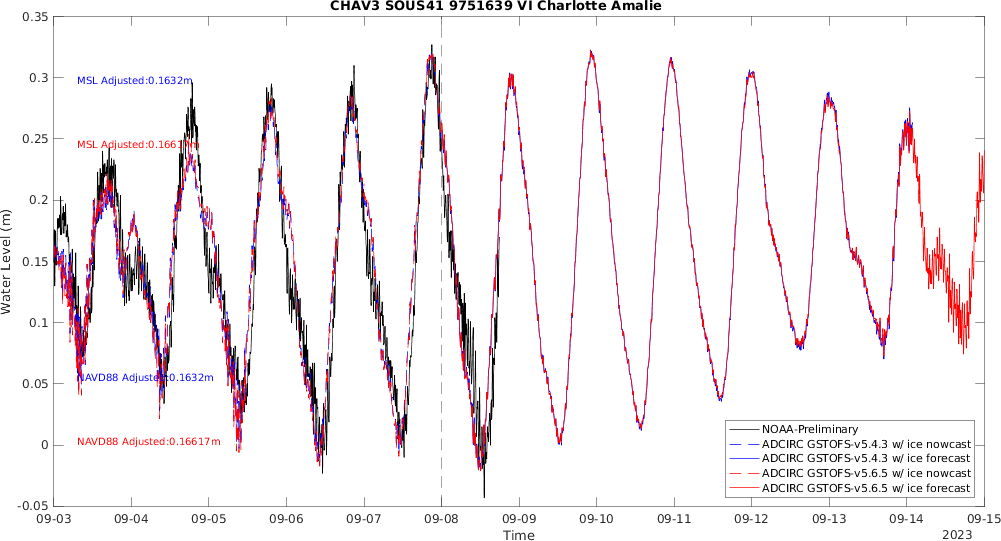 CHAV3 SOUS41 9751639 VI Charlotte Amalie
0.35
0.3
0.25
0.2
0.15
0.1
0.05
0
-0.05
Water Level (m)
MSL Adjusted:0.1632m
MSL Adjusted:0.16617m
NAVD88 Adjusted:0.1632m
NAVD88 Adjusted:0.16617m
NOAA-Preliminary
ADCIRC GSTOFS-v5.4.3 w/ ice nowcast
ADCIRC GSTOFS-v5.4.3 w/ ice forecast
ADCIRC GSTOFS-v5.6.5 w/ ice nowcast
ADCIRC GSTOFS-v5.6.5 w/ ice forecast
09-03 09-04 09-05 09-06 09-07 09-08 09-09 09-10 09-11 09-12 09-13 09-14 09-15
Time
2023